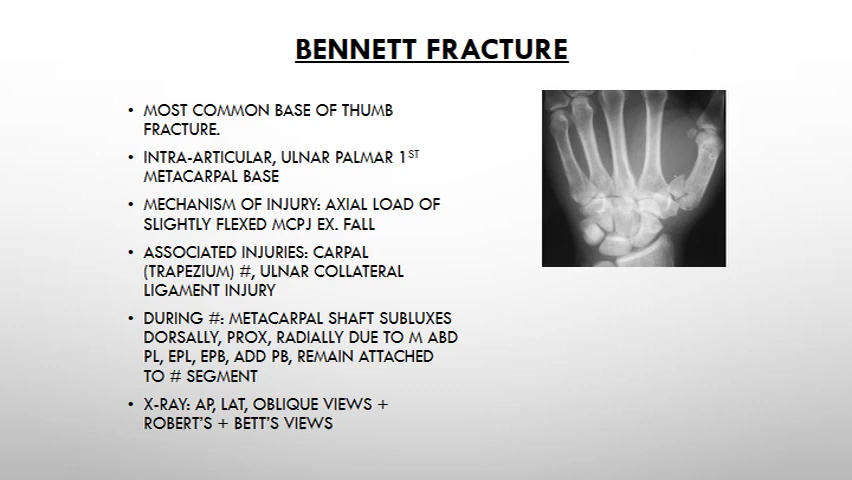 BENNETT FRACTURE
• MOST COMMON BASE OF THUMB
FRACTURE.
• INTRA-ARTICULAR, ULNAR PALMAR 1ST
METACARPAL BASE
• MECHANISM OF INJURY: AXIAL LOAD OF
SLIGHTLY FLEXED MCPJ EX. FALL
• ASSOCIATED INJURIES: CARPAL
(TRAPEZIUM) #, ULNAR COLLATERAL
LIGAMENT INJURY
• DURING #: METACARPAL SHAFT SUBLUXES
DORSALLY, PROX, RADIALLY DUE TO M ABD
PL, EPL, EPB, ADD PB, REMAIN ATTACHED
TO # SEGMENT
• X-RAY: AP, LAT, OBLIQUE VIEWS +
ROBERT'S + BETT'S VIEWS